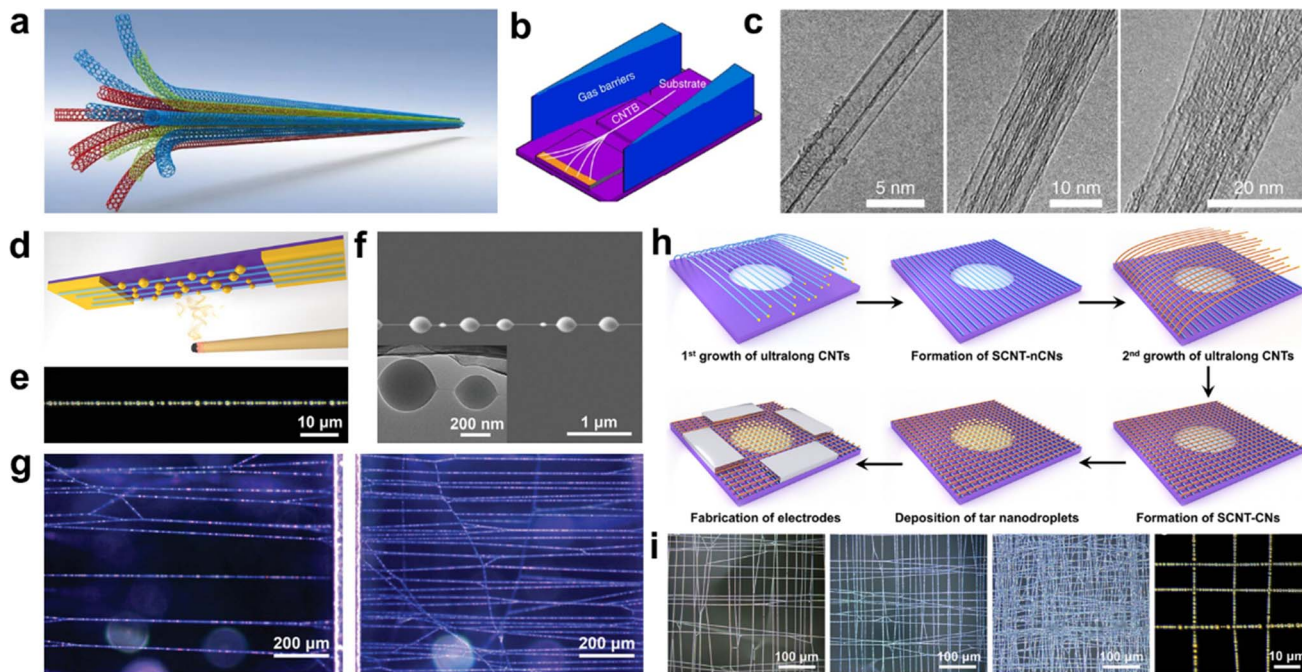 a
b
Gas barriers
Substrate
CNTB
c
5 nm
10 nm
20 nm
d
e
10 μm
f
200 nm
1 μm
g
200 μm
200 μm
h
1st growth of ultralong CNTs
Formation of SCNT-nCNs
2nd growth of ultralong CNTs
Fabrication of electrodes
Deposition of tar nanodroplets
Formation of SCNT-CNs
i
100 μm
100 μm
100 μm
10 μm